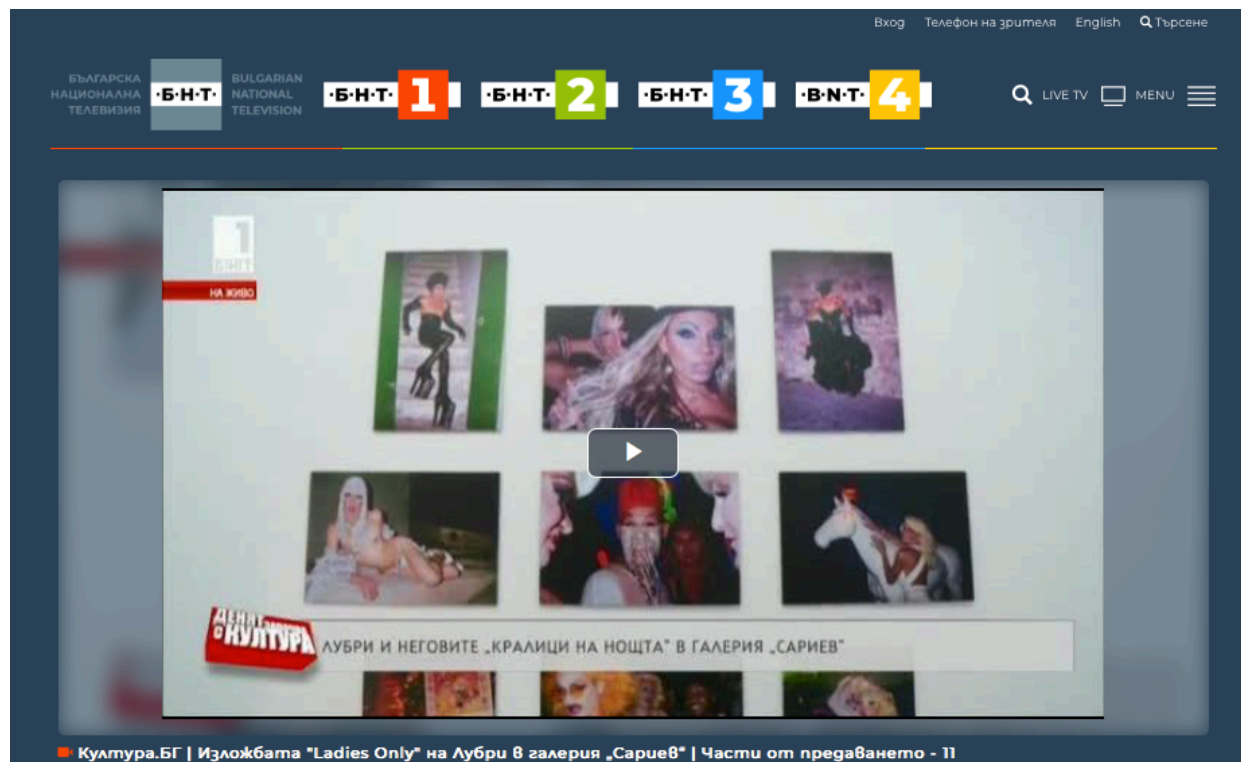 Вход Телефон на зрителя English Търсене
БЪЛГАРСКА
НАЦИОНАЛНА
ТЕЛЕВИЗИЯ
·Б·Н·Т·
BULGARIAN
NATIONAL
TELEVISION
·Б·Н·Т· 1
·Б·Н·Т· 2
·Б·Н·Т· 3
·B·N·T· 4
LIVE TV MENU
1
БНТ
НА ЖИВО
ДЕНЯТ ЗАПОЧВА
С КУЛТУРА
ЛУБРИ И НЕГОВИТЕ „КРАЛИЦИ НА НОЩТА" В ГАЛЕРИЯ „САРИЕВ"
Култура.БГ | Изложбата "Ladies Only" на Лубри в галерия „Сариев“ | Части от предаването - 11